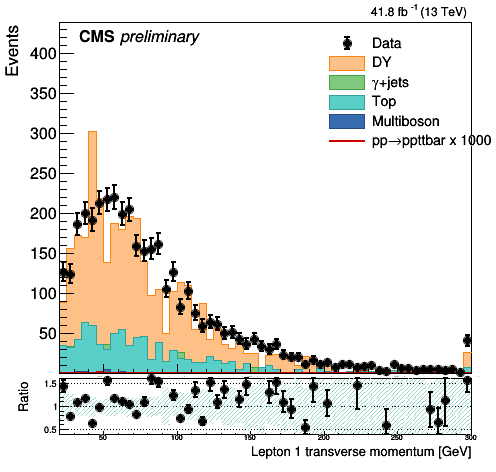 41.8 fb⁻¹ (13 TeV)
CMS preliminary
Events
400
350
300
250
200
150
100
50
Data
DY
γ+jets
Top
Multiboson
pp→ppttbar x 1000
Ratio
1.5
1
0.5
50 100 150 200 250 300
Lepton 1 transverse momentum [GeV]